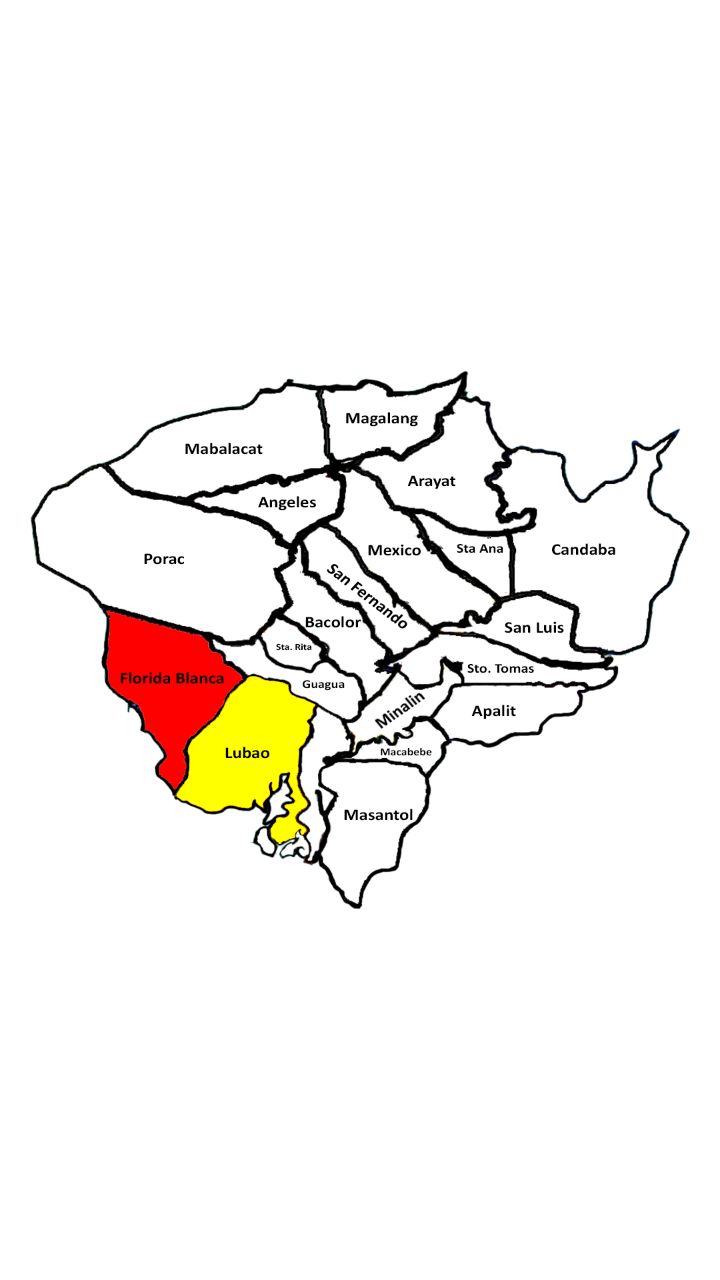 Magalang
Mabalacat
Arayat
Angeles
Mexico
Sta Ana
Candaba
Porac
San Fernando
Bacolor
San Luis
Sta. Rita
Sto. Tomas
Florida Blanca
Guagua
Minalin
Apalit
Lubao
Macabebe
Masantol